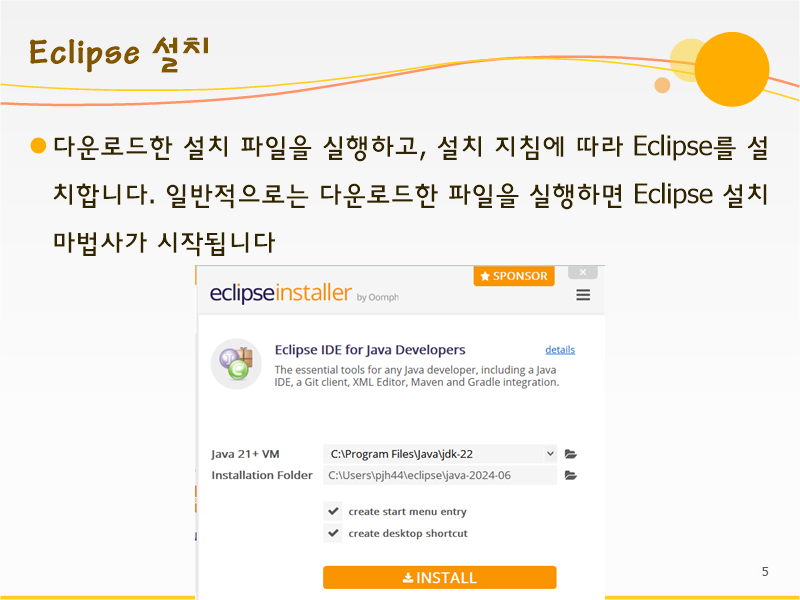 Eclipse 설치
다운로드한 설치 파일을 실행하고, 설치 지침에 따라 Eclipse를 설
치합니다. 일반적으로는 다운로드한 파일을 실행하면 Eclipse 설치
마법사가 시작됩니다
SPONSOR
eclipseinstaller by Oomph
Eclipse IDE for Java Developers details
The essential tools for any Java developer, including a Java
IDE, a Git client, XML Editor, Maven and Gradle integration.
Java 21+ VM C:\Program Files\Java\jdk-22
Installation Folder C:\Users\pjh44\eclipse\java-2024-06
create start menu entry
create desktop shortcut
INSTALL
5